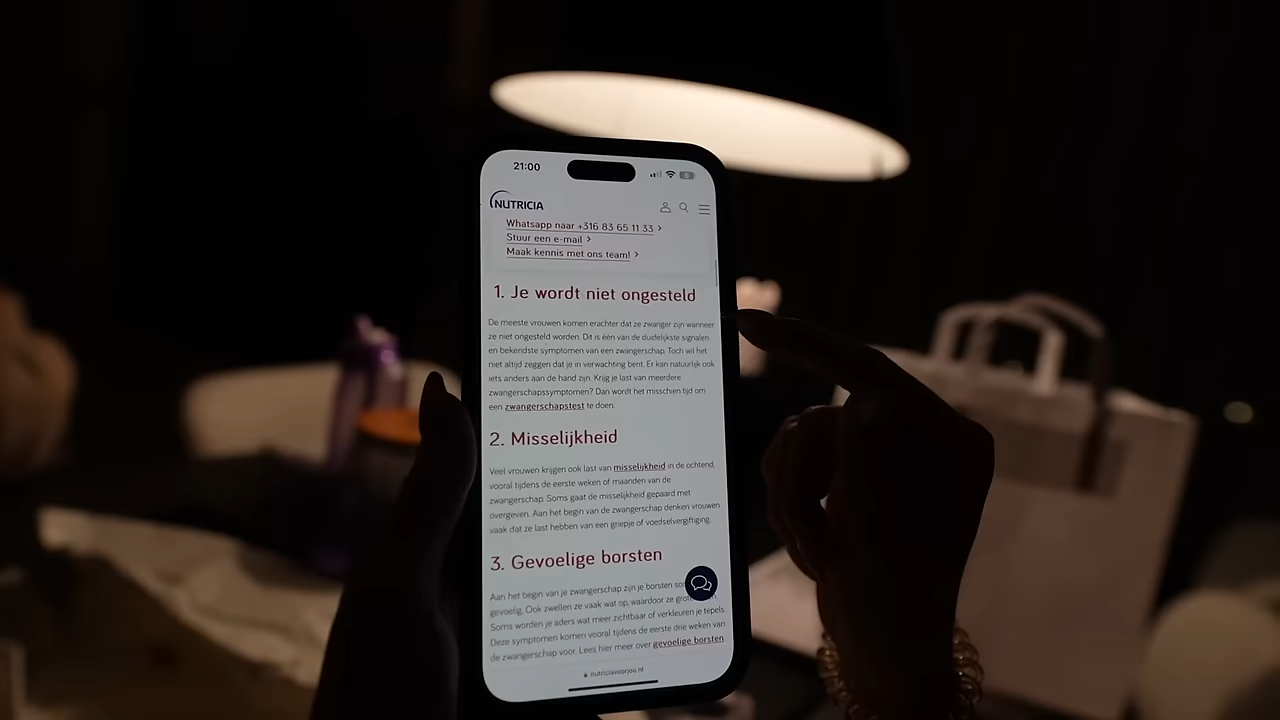 21:00
NUTRICIA
Whatsapp naar +316 83 65 11 33 >
Stuur een e-mail >
Maak kennis met ons team! >
1. Je wordt niet ongesteld
De meeste vrouwen komen erachter dat ze zwanger zijn wanneer
ze niet ongesteld worden. Dit is één van de duidelijkste signalen
en bekendste symptomen van een zwangerschap. Toch wil het
niet altijd zeggen dat je in verwachting bent. Er kan natuurlijk ook
iets anders aan de hand zijn. Krijg je last van meerdere
zwangerschapssymptomen? Dan wordt het misschien tijd om
een zwangerschapstest te doen.
2. Misselijkheid
Veel vrouwen krijgen ook last van misselijkheid in de ochtend,
vooral tijdens de eerste weken of maanden van de
zwangerschap. Soms gaat de misselijkheid gepaard met
overgeven. Aan het begin van de zwangerschap denken vrouwen
vaak dat ze last hebben van een griepje of voedselvergiftiging.
3. Gevoelige borsten
Aan het begin van je zwangerschap zijn je borsten
gevoelig. Ook zwellen ze vaak wat op, waardoor ze
Soms worden je aders wat meer zichtbaar of verkleuren je tepels.
Deze symptomen komen vooral tijdens de eerste drie weken van
de zwangerschap voor. Lees hier meer over gevoelige borsten
nutriciavoorjou.nl